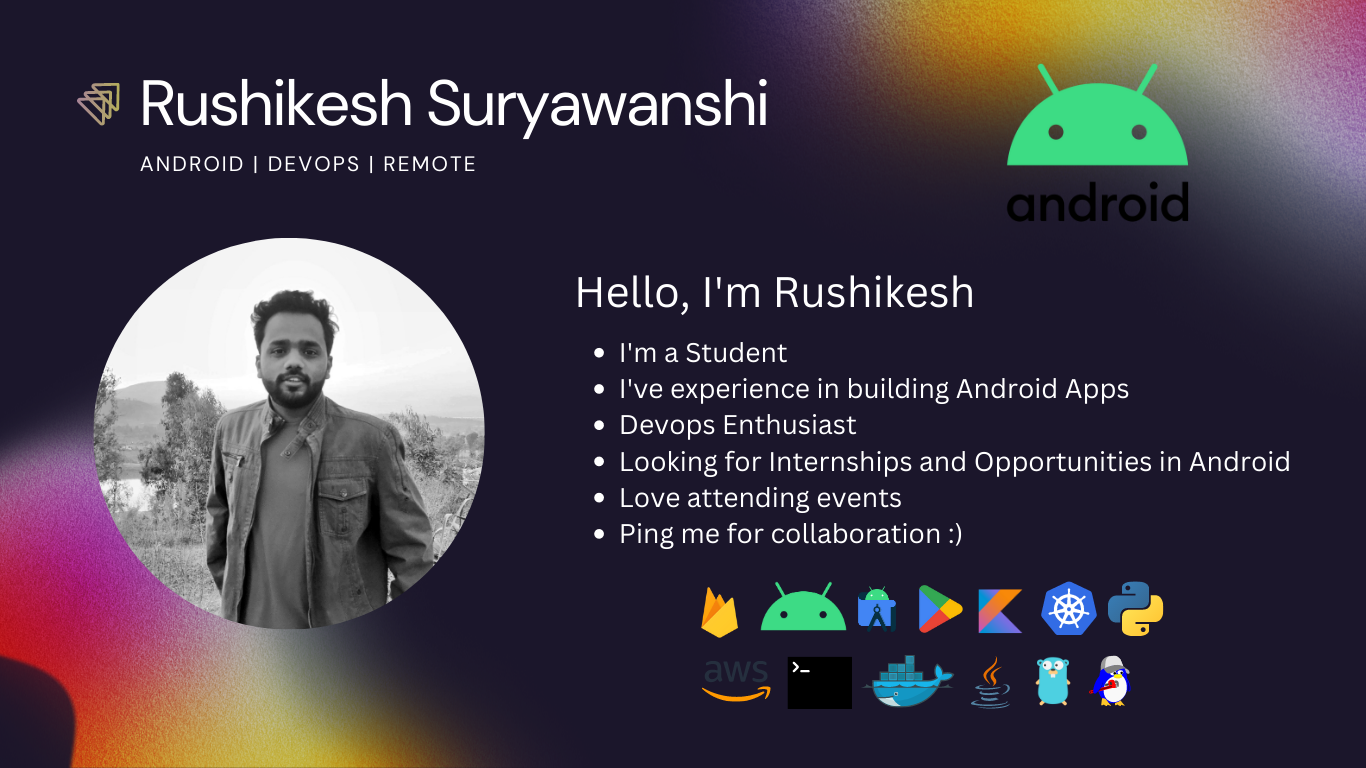 Rushikesh Suryawanshi
ANDROID | DEVOPS | REMOTE
android
Hello, I'm Rushikesh
I'm a Student
I've experience in building Android Apps
Devops Enthusiast
Looking for Internships and Opportunities in Android
Love attending events
Ping me for collaboration :)
aws
>_